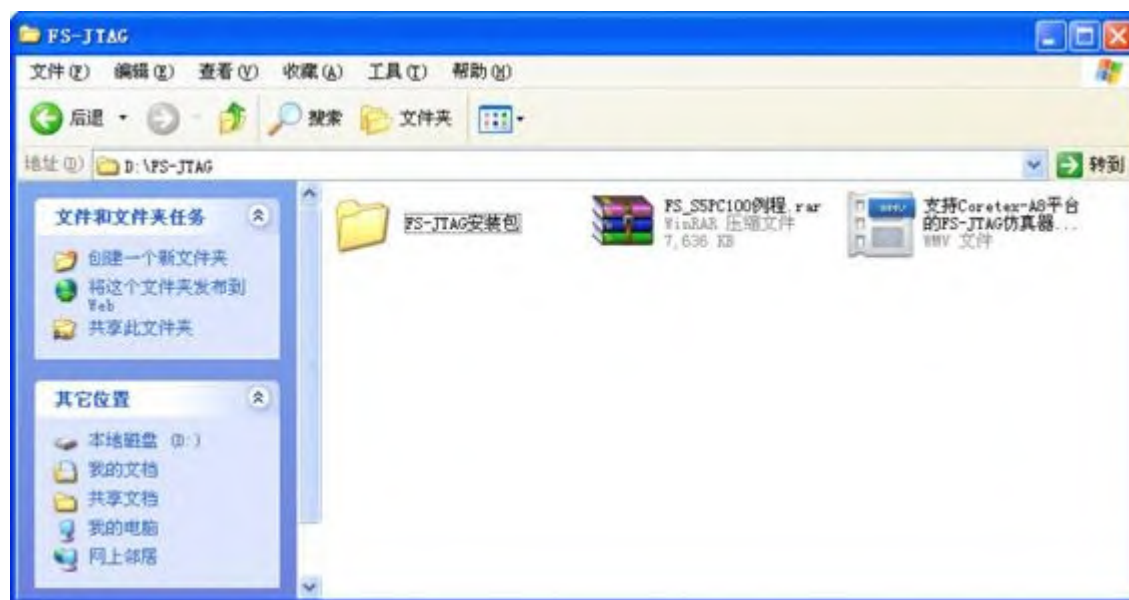 FS-JTAG
文件(F) 编辑(E) 查看(V) 收藏(A) 工具(T) 帮助(H)
后退 搜索 文件夹
地址(D) D:\FS-JTAG 转到
文件和文件夹任务
创建一个新文件夹
将这个文件夹发布到
Web
共享此文件夹
其它位置
本地磁盘 (D:)
我的文档
共享文档
我的电脑
网上邻居
FS-JTAG安装包
FS_S5PC100例程.rar
WinRAR 压缩文件
7,636 KB
WMV
支持Coretex-A8平台
的FS-JTAG仿真器...
WMV 文件